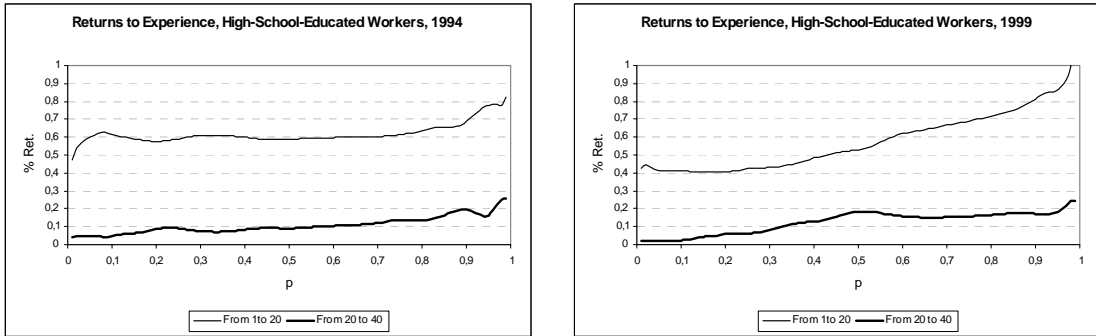 Returns to Experience, High-School-Educated Workers, 1994
1
0,9
0,8
0,7
0,6
0,5
0,4
0,3
0,2
0,1
0
% Ret.
0 0,1 0,2 0,3 0,4 0,5 0,6 0,7 0,8 0,9 1
p
From 1to 20 From 20 to 40
Returns to Experience, High-School-Educated Workers, 1999
1
0,9
0,8
0,7
0,6
0,5
0,4
0,3
0,2
0,1
0
% Ret.
0 0,1 0,2 0,3 0,4 0,5 0,6 0,7 0,8 0,9 1
p
From 1to 20 From 20 to 40